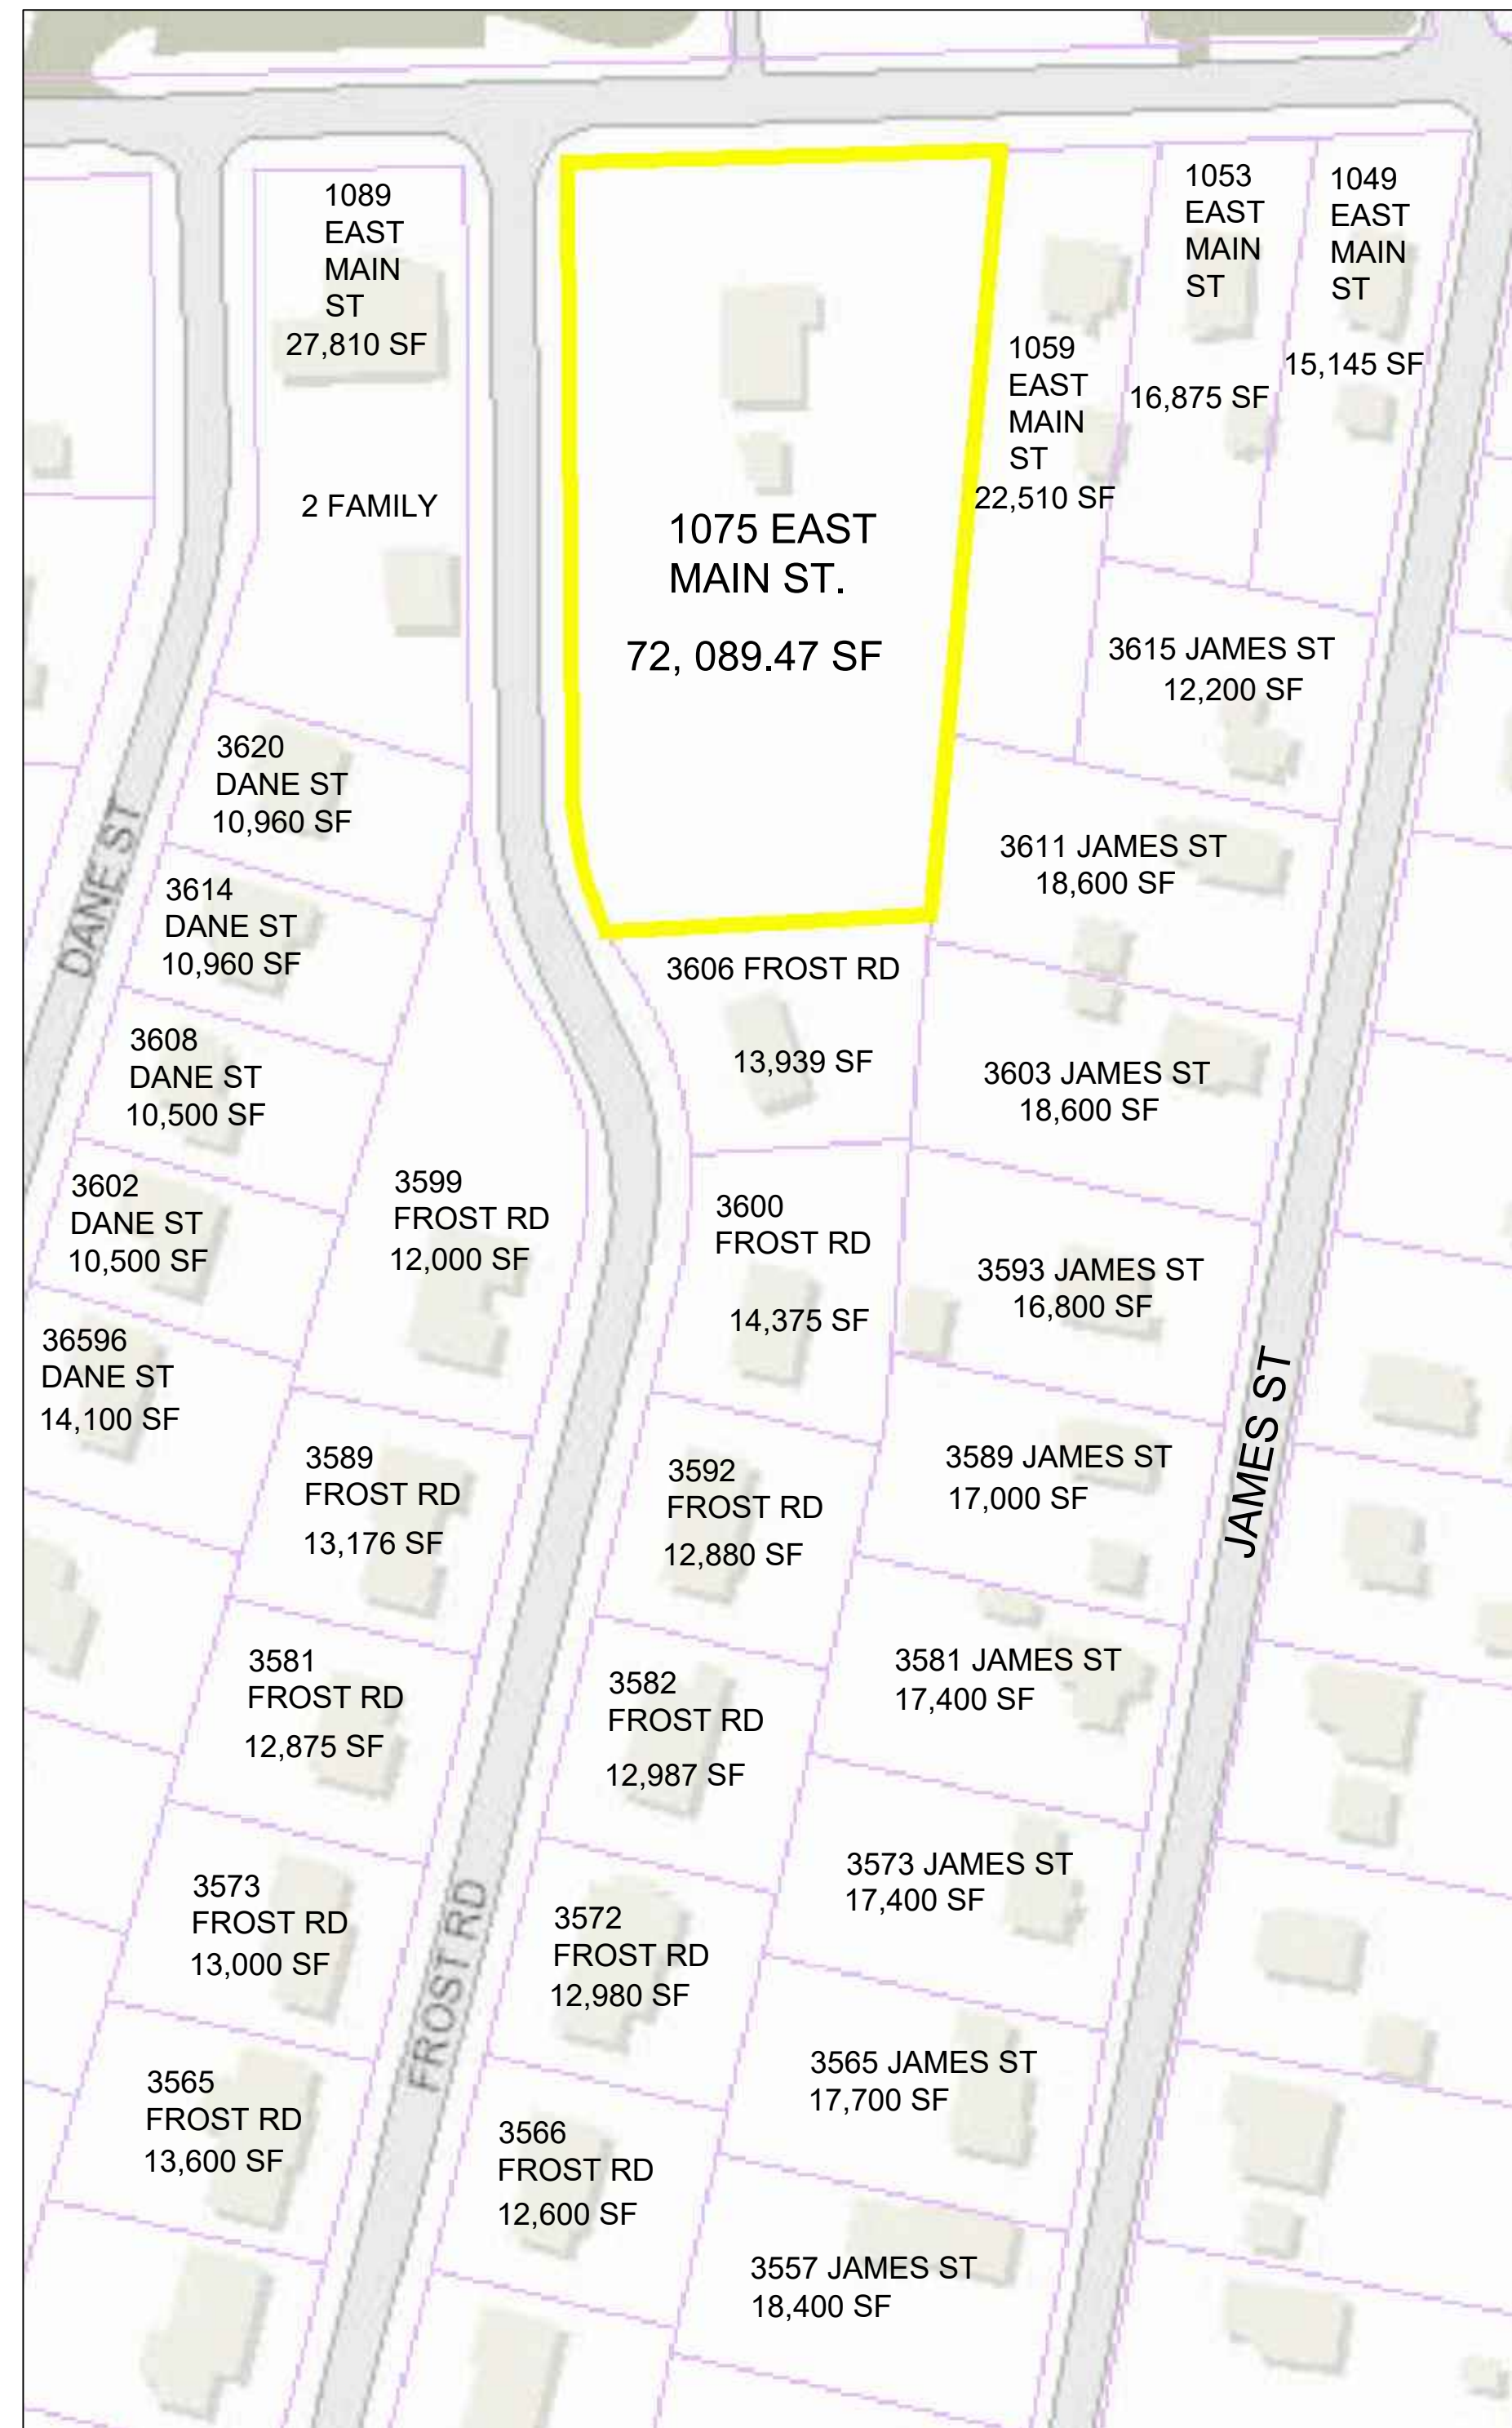 1089
EAST
MAIN
ST
27,810 SF
2 FAMILY
1075 EAST
MAIN ST.
72, 089.47 SF
1059
EAST
MAIN
ST
22,510 SF
1053
EAST
MAIN
ST
16,875 SF
1049
EAST
MAIN
ST
15,145 SF
3615 JAMES ST
12,200 SF
3620
DANE ST
10,960 SF
DANE ST
3614
DANE ST
10,960 SF
3611 JAMES ST
18,600 SF
3606 FROST RD
13,939 SF
3608
DANE ST
10,500 SF
3603 JAMES ST
18,600 SF
3602
DANE ST
10,500 SF
3599
FROST RD
12,000 SF
3600
FROST RD
14,375 SF
3593 JAMES ST
16,800 SF
36596
DANE ST
14,100 SF
JAMES ST
3589
FROST RD
13,176 SF
3592
FROST RD
12,880 SF
3589 JAMES ST
17,000 SF
3581
FROST RD
12,875 SF
3582
FROST RD
12,987 SF
3581 JAMES ST
17,400 SF
3573
FROST RD
13,000 SF
FROST RD
3572
FROST RD
12,980 SF
3573 JAMES ST
17,400 SF
3565
FROST RD
13,600 SF
3566
FROST RD
12,600 SF
3565 JAMES ST
17,700 SF
3557 JAMES ST
18,400 SF